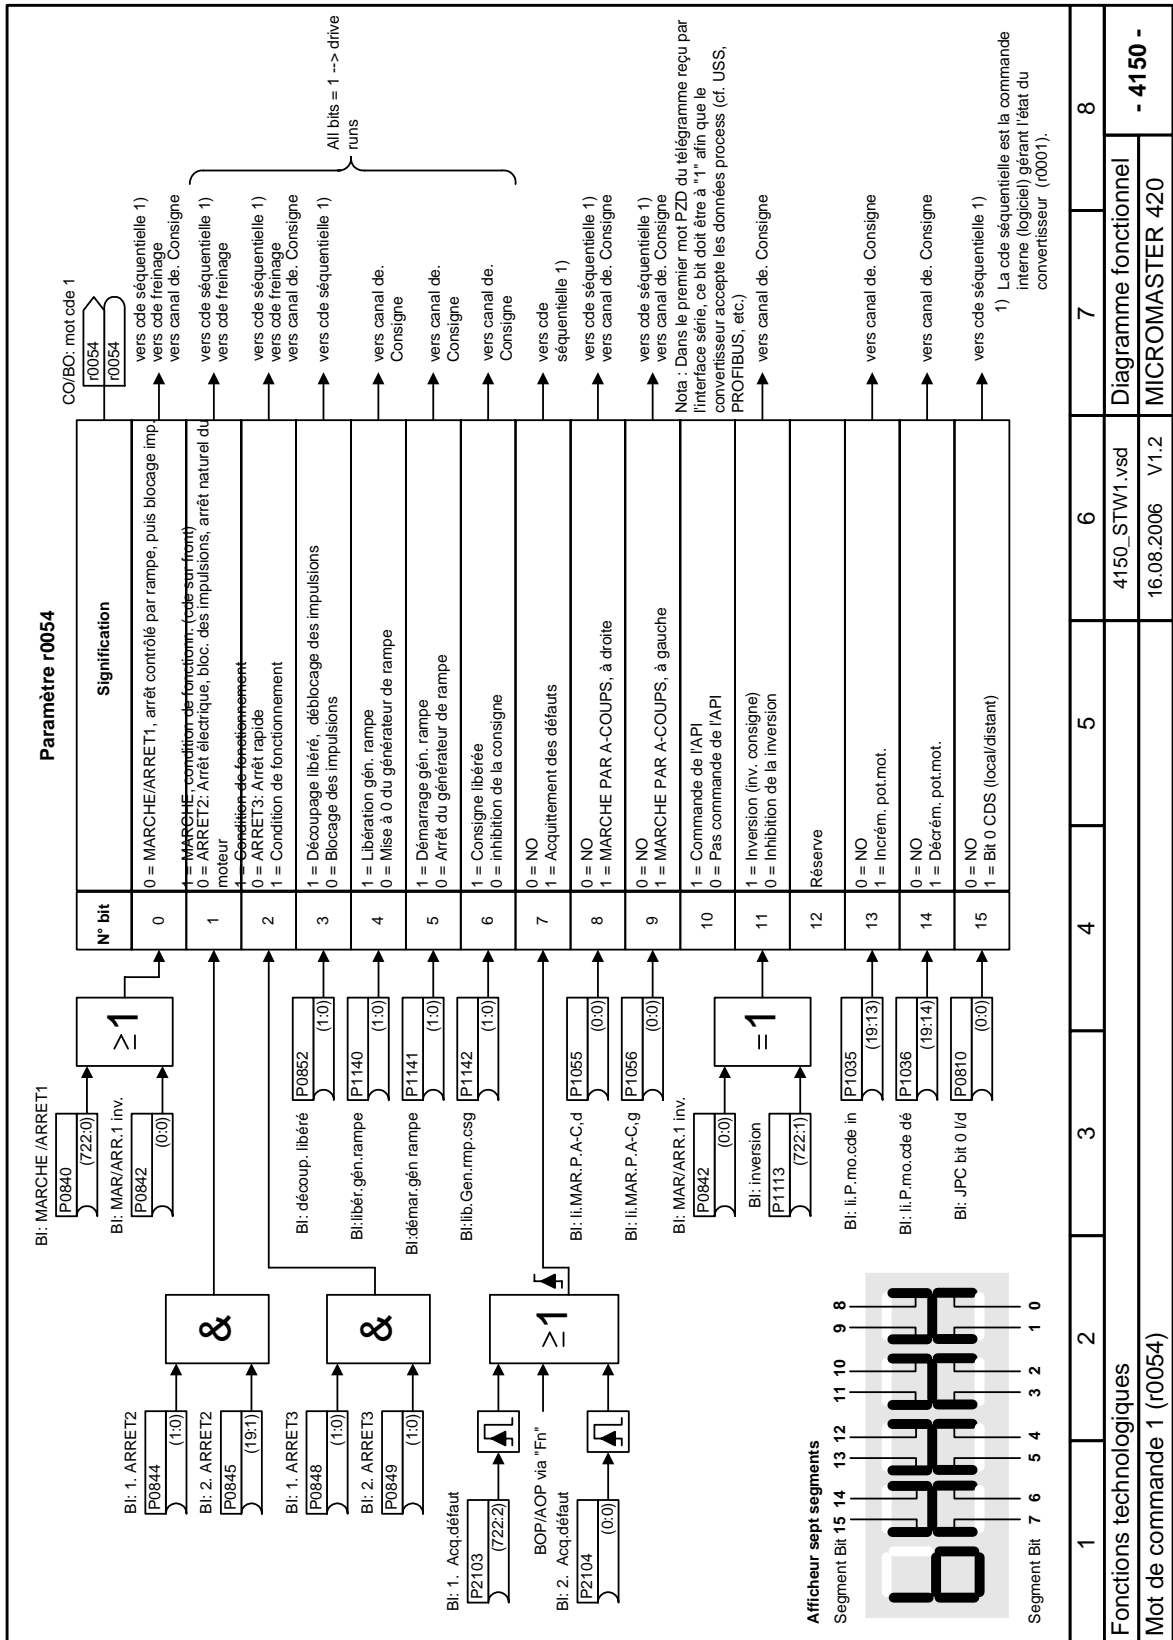 Paramètre r0054
CO/BO: mot cde 1
r0054
r0054
N° bit
Signification
0
0 = MARCHE/ARRET1, arrêt contrôlé par rampe, puis blocage imp.
1 = MARCHE, condition de fonctionn. (cde sur front)
vers cde séquentielle 1)
vers cde freinage
vers canal de. Consigne
1
0 = ARRET2: Arrêt électrique, bloc. des impulsions, arrêt naturel du
moteur
1 = Condition de fonctionnement
vers cde séquentielle 1)
vers cde freinage
2
0 = ARRET3: Arrêt rapide
1 = Condition de fonctionnement
vers cde séquentielle 1)
vers cde freinage
vers canal de. Consigne
3
1 = Découpage libéré, déblocage des impulsions
0 = Blocage des impulsions
vers cde séquentielle 1)
4
1 = Libération gén. rampe
0 = Mise à 0 du générateur de rampe
vers canal de.
Consigne
5
1 = Démarrage gén. rampe
0 = Arrêt du générateur de rampe
vers canal de.
Consigne
6
1 = Consigne libérée
0 = inhibition de la consigne
vers canal de.
Consigne
All bits = 1 --> drive
runs
7
0 = NO
1 = Acquittement des défauts
vers cde
séquentielle 1)
8
0 = NO
1 = MARCHE PAR A-COUPS, à droite
vers cde séquentielle 1)
vers canal de. Consigne
9
0 = NO
1 = MARCHE PAR A-COUPS, à gauche
vers cde séquentielle 1)
vers canal de. Consigne
10
1 = Commande de l'API
0 = Pas commande de l'API
Nota : Dans le premier mot PZD du télégramme reçu par
l'interface série, ce bit doit être à "1" afin que le
convertisseur accepte les données process (cf. USS,
PROFIBUS, etc.)
11
1 = Inversion (inv. consigne)
0 = Inhibition de la inversion
vers canal de. Consigne
12
Réserve
13
0 = NO
1 = Incrém. pot.mot.
vers canal de. Consigne
14
0 = NO
1 = Décrém. pot.mot.
vers canal de. Consigne
15
0 = NO
1 = Bit 0 CDS (local/distant)
vers cde séquentielle 1)
1) La cde séquentielle est la commande
interne (logiciel) gérant l'état du
convertisseur (r0001).
BI: MARCHE /ARRET1
P0840
(722:0)
BI: MAR/ARR.1 inv.
P0842
(0:0)
≥1
BI: 1. ARRET2
P0844
(1:0)
BI: 2. ARRET2
P0845
(19:1)
&
BI: 1. ARRET3
P0848
(1:0)
BI: 2. ARRET3
P0849
(1:0)
&
BI: découp. libéré
P0852
(1:0)
BI:libér.gén.rampe
P1140
(1:0)
BI:démar.gén rampe
P1141
(1:0)
BI:lib.Gen.rmp.csg
P1142
(1:0)
BI: 1. Acq.défaut
P2103
(722:2)
BOP/AOP via "Fn"
BI: 2. Acq.défaut
P2104
(0:0)
≥1
BI: li.MAR.P.A-C,d
P1055
(0:0)
BI: li.MAR.P.A-C,g
P1056
(0:0)
BI: MAR/ARR.1 inv.
P0842
(0:0)
BI: inversion
P1113
(722:1)
=1
BI: li.P.mo.cde in
P1035
(19:13)
BI: li.P.mo.cde dé
P1036
(19:14)
BI: JPC bit 0 l/d
P0810
(0:0)
Afficheur sept segments
Segment Bit 15 14 13 12 11 10 9 8
Segment Bit 7 6 5 4 3 2 1 0
1 2 3 4 5 6 7 8
Fonctions technologiques
4150_STW1.vsd
Diagramme fonctionnel
- 4150 -
Mot de commande 1 (r0054)
16.08.2006 V1.2
MICROMASTER 420